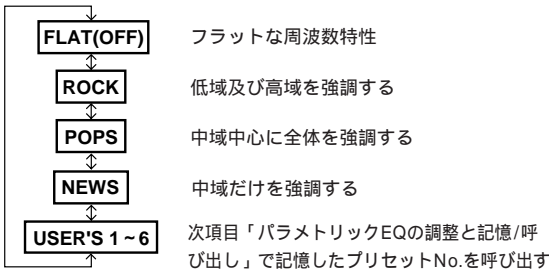 FLAT(OFF) フラットな周波数特性
ROCK 低域及び高域を強調する
POPS 中域中心に全体を強調する
NEWS 中域だけを強調する
USER'S 1~6 次項目「パラメトリックEQの調整と記憶/呼
び出し」で記憶したプリセットNo.を呼び出す